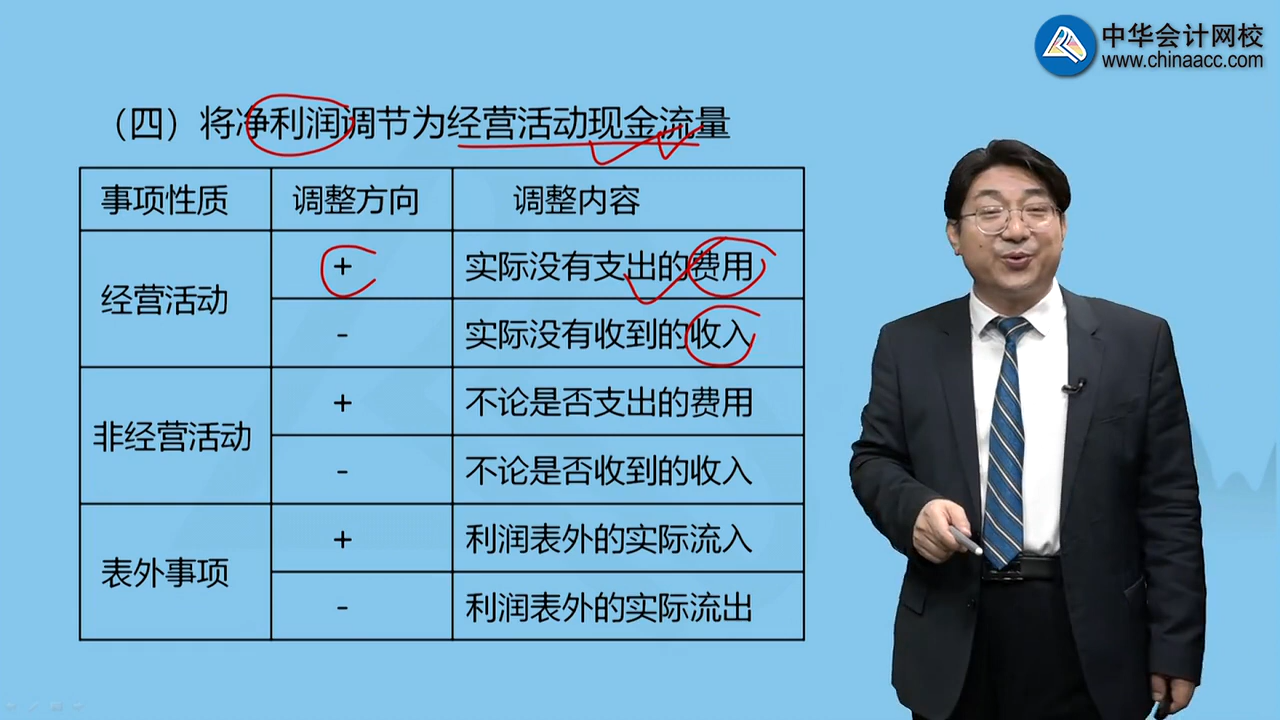 中华会计网校
www.chinaacc.com
（四）将净利润调节为经营活动现金流量
事项性质 调整方向 调整内容
经营活动 + 实际没有支出的费用
- 实际没有收到的收入
非经营活动 + 不论是否支出的费用
- 不论是否收到的收入
表外事项 + 利润表外的实际流入
- 利润表外的实际流出